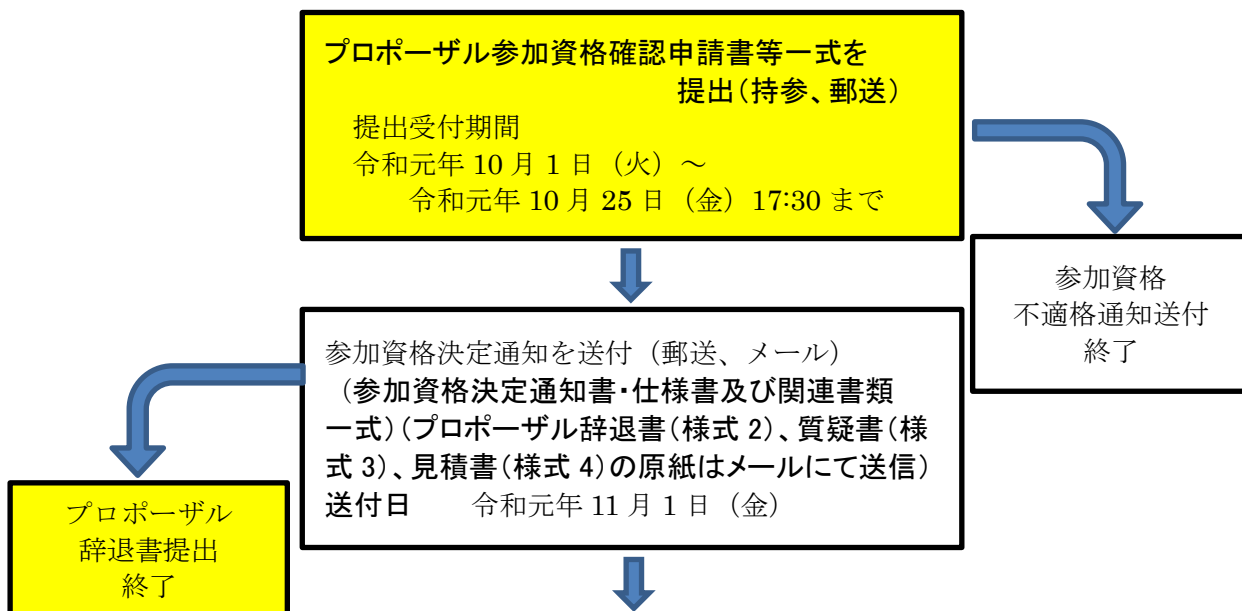 プロポーザル参加資格確認申請書等一式を
提出(持参、郵送)
提出受付期間
令和元年 10 月 1 日（火）～
令和元年 10 月 25 日（金）17:30 まで
参加資格
不適格通知送付
終了
参加資格決定通知を送付（郵送、メール）
（参加資格決定通知書・仕様書及び関連書類
一式)(プロポーザル辞退書(様式 2)、質疑書(様
式 3)、見積書(様式 4)の原紙はメールにて送信)
送付日　　令和元年 11 月 1 日（金）
プロポーザル
辞退書提出
終了